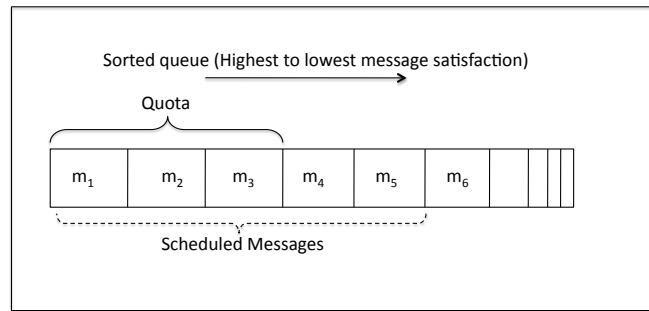 Sorted queue (Highest to lowest message satisfaction)
Quota
m₁ m₂ m₃ m₄ m₅ m₆
Scheduled Messages